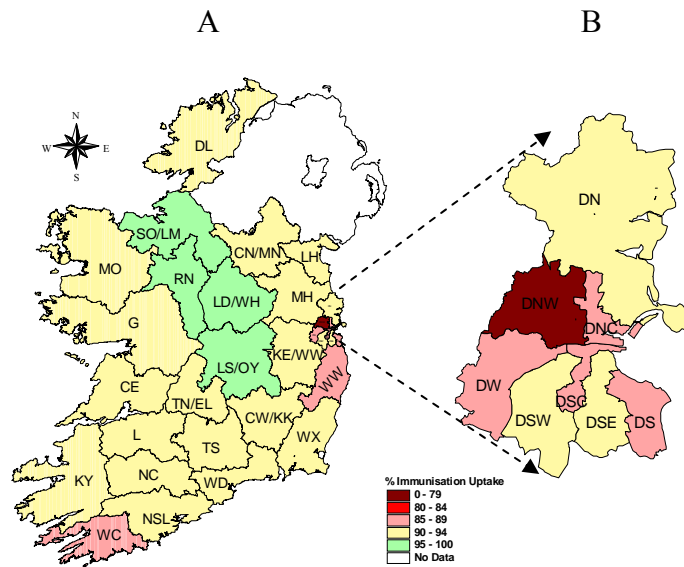 A
B
N
W E
S
DL
SO/LM
CN/MN
LH
MO
RN
LD/WH
MH
G
LS/OY
KE/WW
WW
CE
TN/EL
CW/KK
L
TS
WX
KY
NC
WD
NSL
WC
DN
DNW
DNC
DW
DSC
DSW
DSE
DS
% Immunisation Uptake
0 - 79
80 - 84
85 - 89
90 - 94
95 - 100
No Data